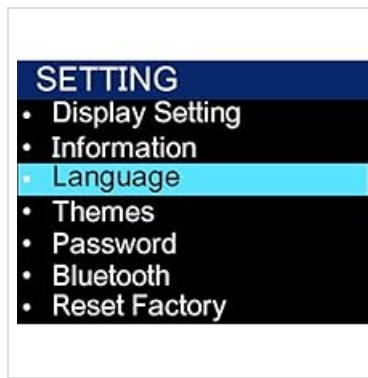 SETTING
• Display Setting
• Information
• Language
• Themes
• Password
• Bluetooth
• Reset Factory